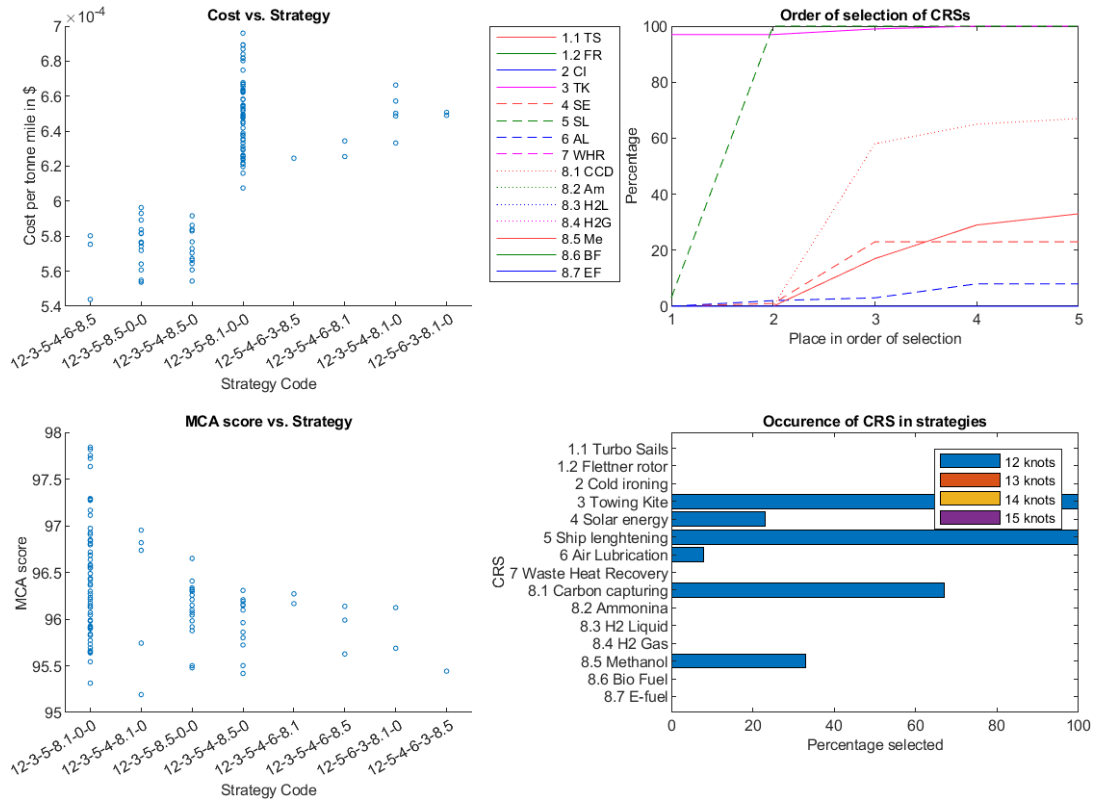 Cost vs. Strategy
×10-4
7
6.8
6.6
6.4
6.2
6
5.8
5.6
5.4
Cost per tonne mile in $
12-3-5-4-6-8.5
12-3-5-8.5-0-0
12-3-5-4-8.5-0
12-3-5-8.1-0-0
12-5-4-6-3-8.5
12-3-5-4-6-8.1
12-3-5-4-8.1-0
12-5-6-3-8.1-0
Strategy Code
1.1 TS
1.2 FR
2 CI
3 TK
4 SE
5 SL
6 AL
7 WHR
8.1 CCD
8.2 Am
8.3 H2L
8.4 H2G
8.5 Me
8.6 BF
8.7 EF
Order of selection of CRSs
100
80
60
40
20
0
Percentage
1 2 3 4 5
Place in order of selection
MCA score vs. Strategy
98
97.5
97
96.5
96
95.5
95
MCA score
12-3-5-8.1-0-0
12-3-5-4-8.1-0
12-3-5-8.5-0-0
12-3-5-4-8.5-0
12-3-5-4-6-8.1
12-3-5-4-6-8.5
12-5-6-3-8.1-0
12-5-4-6-3-8.5
Strategy Code
Occurence of CRS in strategies
1.1 Turbo Sails
1.2 Flettner rotor
2 Cold ironing
3 Towing Kite
4 Solar energy
5 Ship lenghtening
6 Air Lubrication
7 Waste Heat Recovery
8.1 Carbon capturing
8.2 Ammonina
8.3 H2 Liquid
8.4 H2 Gas
8.5 Methanol
8.6 Bio Fuel
8.7 E-fuel
CRS
12 knots
13 knots
14 knots
15 knots
0 20 40 60 80 100
Percentage selected